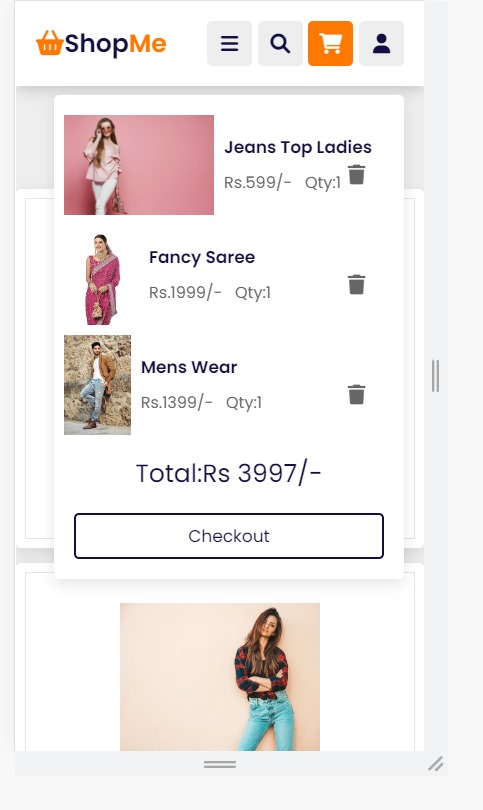 ShopMe
Jeans Top Ladies
Rs.599/- Qty:1
Fancy Saree
Rs.1999/- Qty:1
Mens Wear
Rs.1399/- Qty:1
Total:Rs 3997/-
Checkout